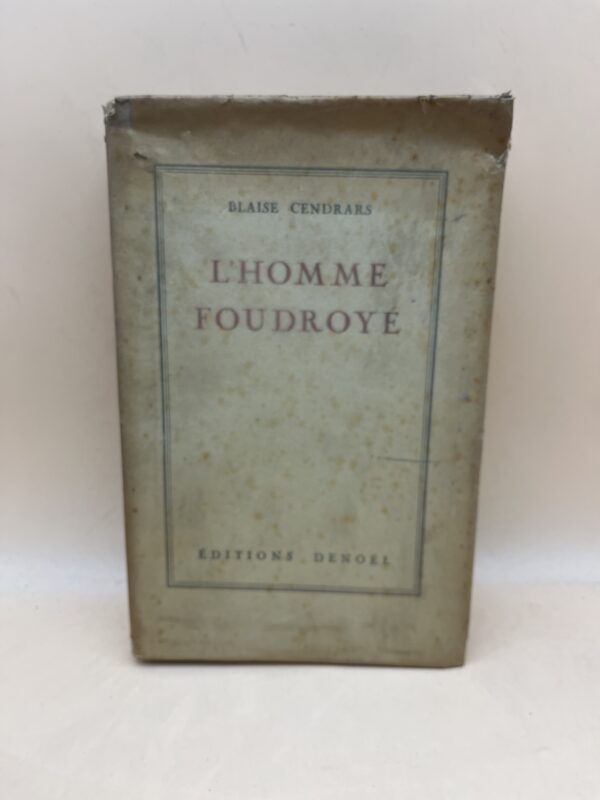 BLAISE CENDRARS
L'HOMME
FOUDROYÉ
ÉDITIONS DENOËL